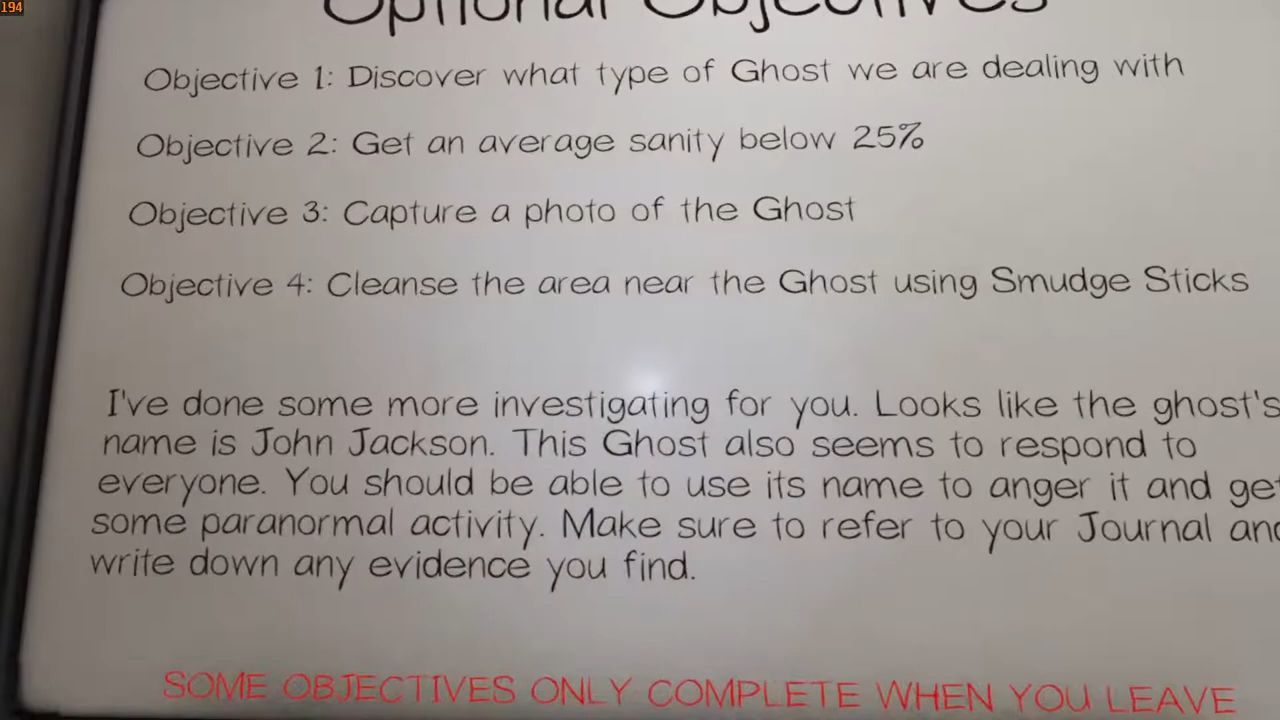 194
Optional Objectives
Objective 1: Discover what type of Ghost we are dealing with
Objective 2: Get an average sanity below 25%
Objective 3: Capture a photo of the Ghost
Objective 4: Cleanse the area near the Ghost using Smudge Sticks
I've done some more investigating for you. Looks like the ghost's
name is John Jackson. This Ghost also seems to respond to
everyone. You should be able to use its name to anger it and get
some paranormal activity. Make sure to refer to your Journal and
write down any evidence you find.
SOME OBJECTIVES ONLY COMPLETE WHEN YOU LEAVE